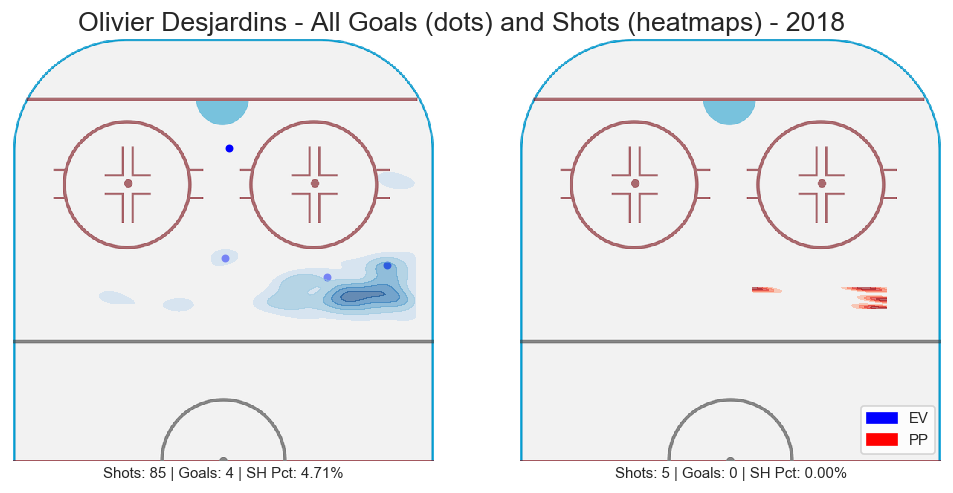 Olivier Desjardins - All Goals (dots) and Shots (heatmaps) - 2018
EV
PP
Shots: 85 | Goals: 4 | SH Pct: 4.71%
Shots: 5 | Goals: 0 | SH Pct: 0.00%